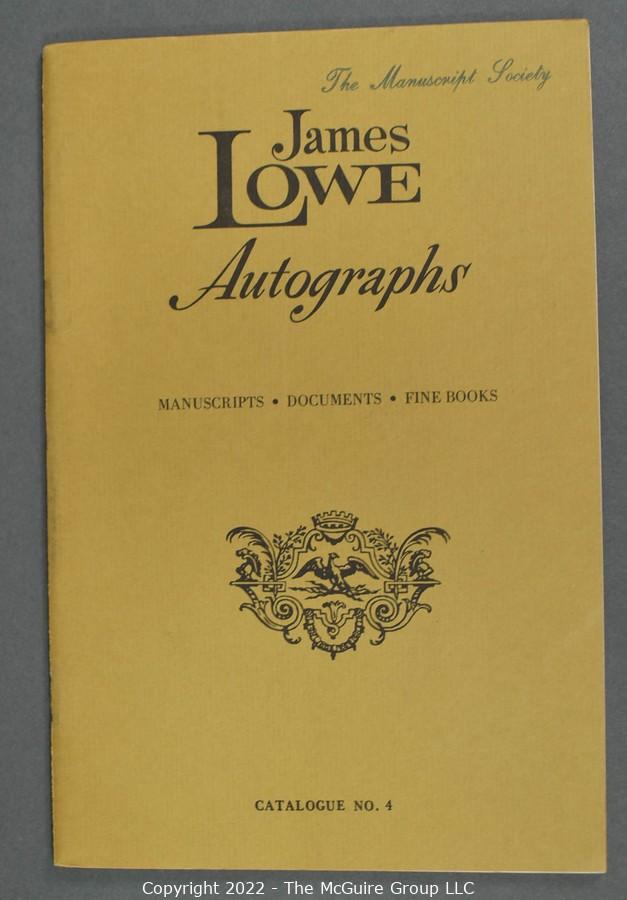 The Manuscript Society
James
LOWE
Autographs
MANUSCRIPTS • DOCUMENTS • FINE BOOKS
CATALOGUE NO. 4
Copyright 2022 - The McGuire Group LLC